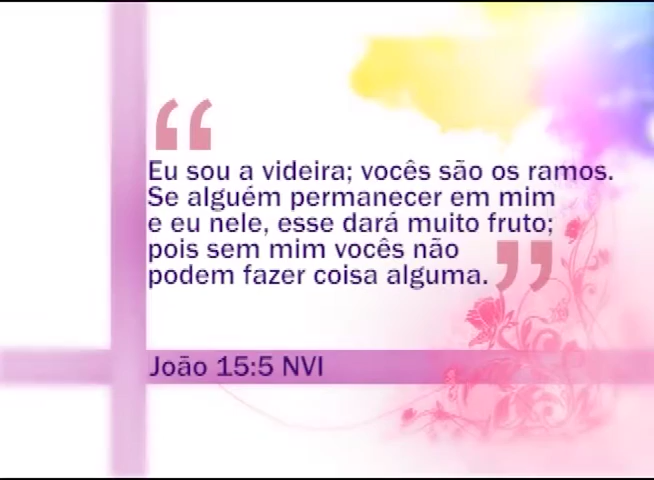 “
Eu sou a videira; vocês são os ramos.
Se alguém permanecer em mim
e eu nele, esse dará muito fruto;
pois sem mim vocês não
podem fazer coisa alguma. ”
João 15:5 NVI